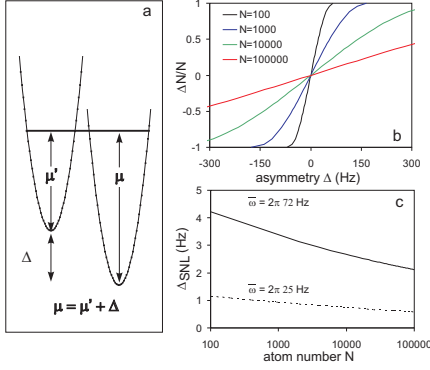 a
μ'
μ
Δ
μ = μ' + Δ
N=100
N=1000
N=10000
N=100000
ΔN/N
1
0.5
0
-0.5
-1
b
-300 -150 0 150 300
asymmetry Δ (Hz)
c
Δ_SNL (Hz)
5
4
3
2
1
0
ω̅ = 2π 72 Hz
ω̅ = 2π 25 Hz
100 1000 10000 100000
atom number N